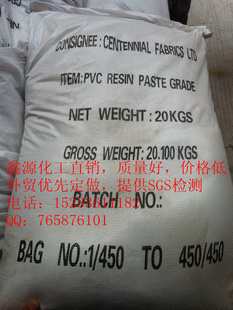 CONSIGNEE: CENTENNIAL FABRICS LTD
ITEM: PVC RESIN PASTE GRADE
NET WEIGHT: 20KGS
GROSS WEIGHT: 20.100 KGS
源化工直销，质量好，价格低
外贸优先定做，提供SGS检测
BATCH NO.:
电话：
QQ：765876101
BAG NO.:1/450 TO 450/450